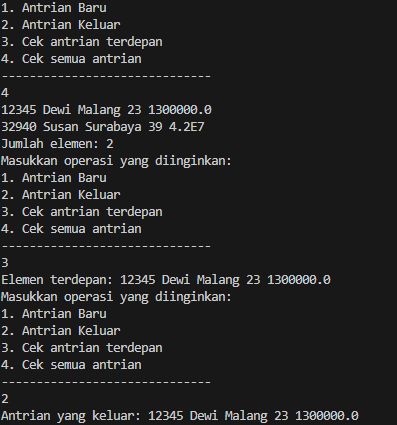 1. Antrian Baru
2. Antrian Keluar
3. Cek antrian terdepan
4. Cek semua antrian
------------------------------
4
12345 Dewi Malang 23 1300000.0
32940 Susan Surabaya 39 4.2E7
Jumlah elemen: 2
Masukkan operasi yang diinginkan:
1. Antrian Baru
2. Antrian Keluar
3. Cek antrian terdepan
4. Cek semua antrian
------------------------------
3
Elemen terdepan: 12345 Dewi Malang 23 1300000.0
Masukkan operasi yang diinginkan:
1. Antrian Baru
2. Antrian Keluar
3. Cek antrian terdepan
4. Cek semua antrian
------------------------------
2
Antrian yang keluar: 12345 Dewi Malang 23 1300000.0